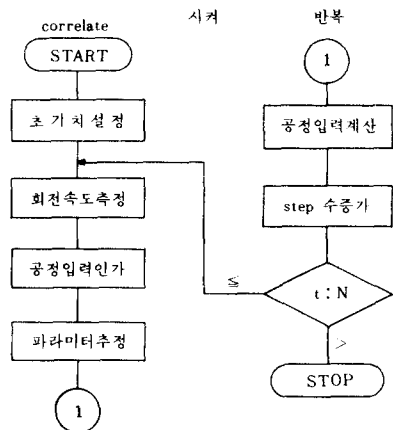 correlate
시켜
반복
START
초기치설정
회전속도측정
공정입력인가
파라미터추정
1
1
공정입력계산
step 수증가
t : N
≦
>
STOP